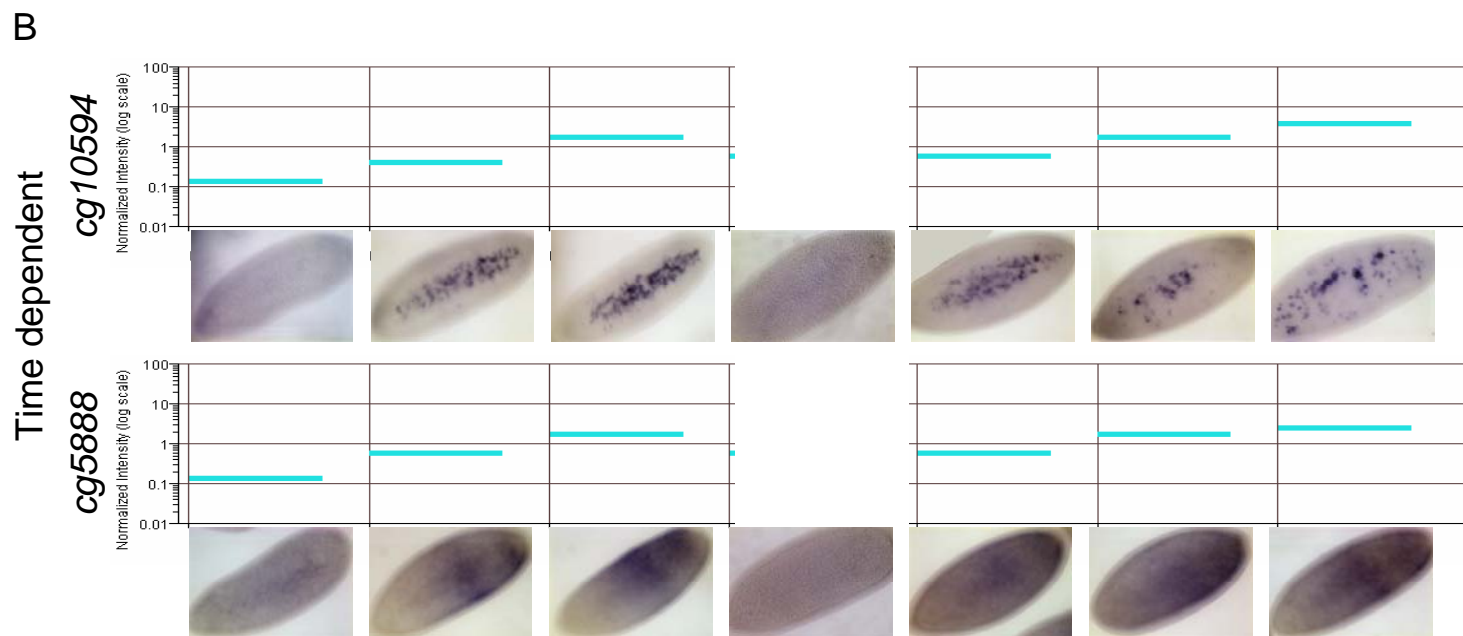 B
Time dependent
cg10594
Normalized Intensity (log scale)
100
10
1
0.1
0.01
cg5888
Normalized Intensity (log scale)
100
10
1
0.1
0.01